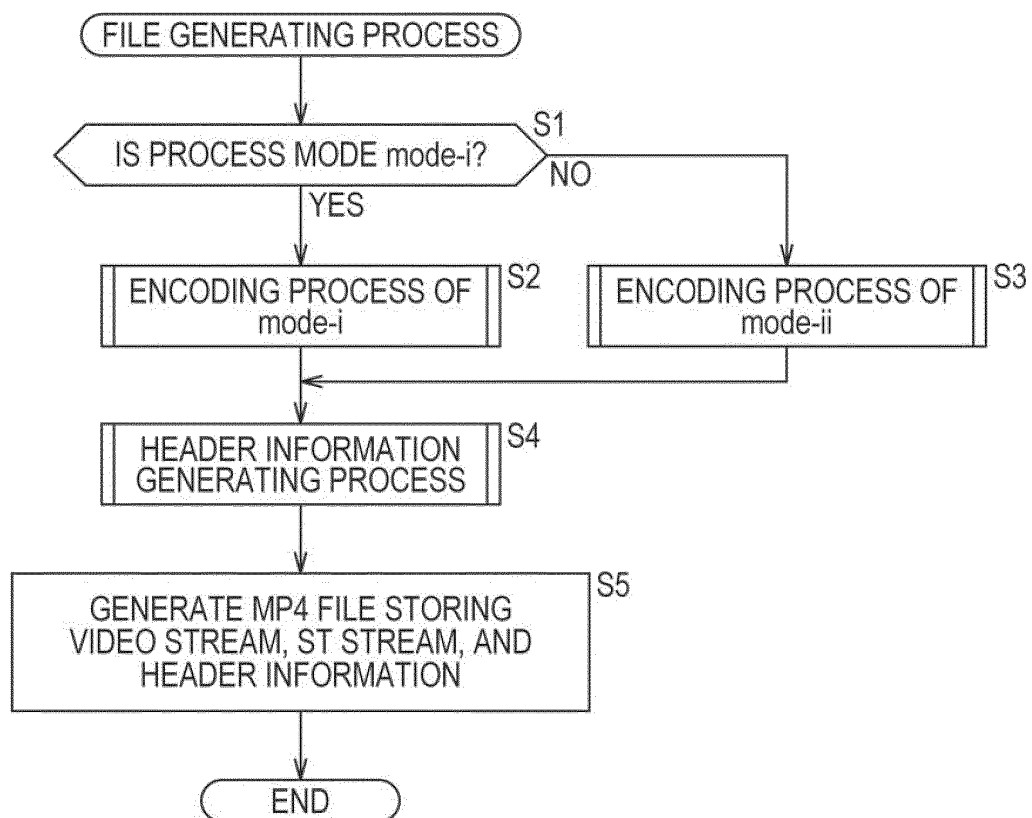 FILE GENERATING PROCESS
S1
IS PROCESS MODE mode-i?
NO
YES
ENCODING PROCESS OF
mode-i
S2
ENCODING PROCESS OF
mode-ii
S3
HEADER INFORMATION
GENERATING PROCESS
S4
GENERATE MP4 FILE STORING
VIDEO STREAM, ST STREAM, AND
HEADER INFORMATION
S5
END